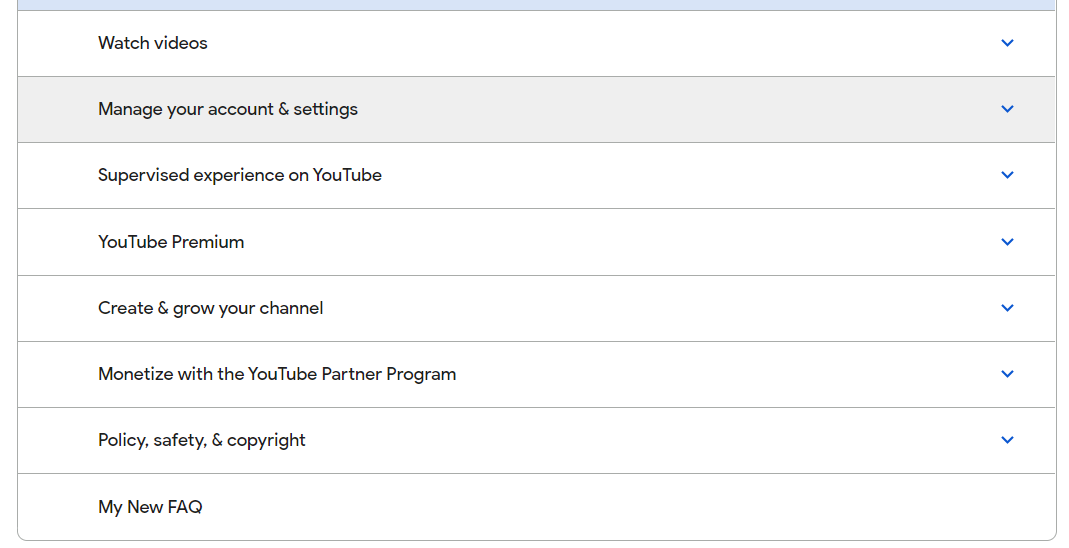 Watch videos
Manage your account & settings
Supervised experience on YouTube
YouTube Premium
Create & grow your channel
Monetize with the YouTube Partner Program
Policy, safety, & copyright
My New FAQ